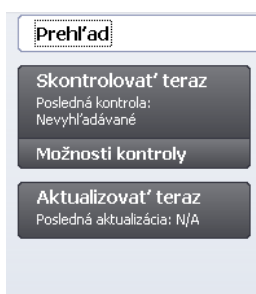 Prehľad
Skontrolovať teraz
Posledná kontrola:
Nevyhľadávané
Možnosti kontroly
Aktualizovať teraz
Posledná aktualizácia: N/A